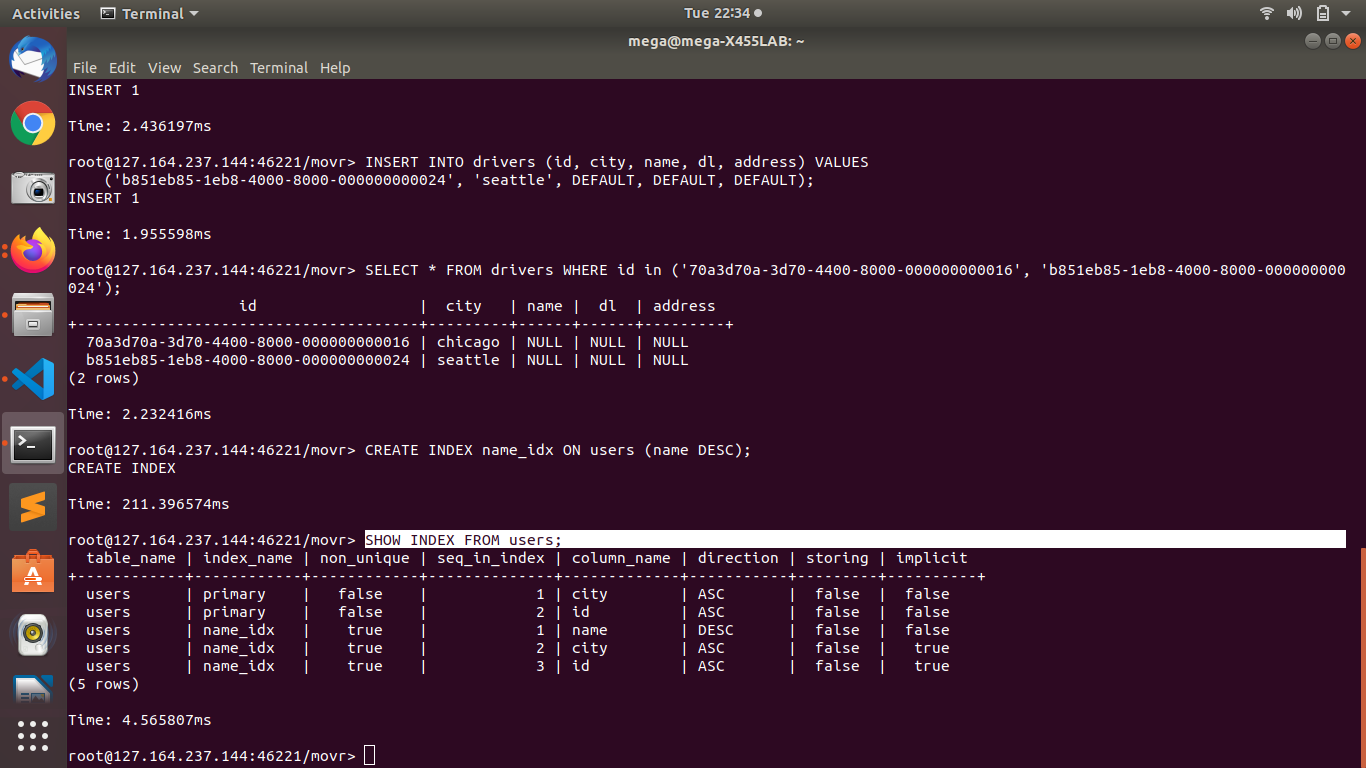 Activities Terminal Tue 22:34
mega@mega-X455LAB: ~
File Edit View Search Terminal Help
INSERT 1
Time: 2.436197ms
root@127.164.237.144:46221/movr> INSERT INTO drivers (id, city, name, dl, address) VALUES
    ('b851eb85-1eb8-4000-8000-000000000024', 'seattle', DEFAULT, DEFAULT, DEFAULT);
INSERT 1
Time: 1.955598ms
root@127.164.237.144:46221/movr> SELECT * FROM drivers WHERE id in ('70a3d70a-3d70-4400-8000-000000000016', 'b851eb85-1eb8-4000-8000-000000000
024');
                   id                  |  city   | name |  dl  | address
+--------------------------------------+---------+------+------+---------+
  70a3d70a-3d70-4400-8000-000000000016 | chicago | NULL | NULL | NULL
  b851eb85-1eb8-4000-8000-000000000024 | seattle | NULL | NULL | NULL
(2 rows)
Time: 2.232416ms
root@127.164.237.144:46221/movr> CREATE INDEX name_idx ON users (name DESC);
CREATE INDEX
Time: 211.396574ms
root@127.164.237.144:46221/movr> SHOW INDEX FROM users;
  table_name | index_name | non_unique | seq_in_index | column_name | direction | storing | implicit
+------------+------------+------------+--------------+-------------+-----------+---------+----------+
  users      | primary    |   false    |            1 | city        | ASC       |  false  |  false
  users      | primary    |   false    |            2 | id          | ASC       |  false  |  false
  users      | name_idx   |    true    |            1 | name        | DESC      |  false  |  false
  users      | name_idx   |    true    |            2 | city        | ASC       |  false  |   true
  users      | name_idx   |    true    |            3 | id          | ASC       |  false  |   true
(5 rows)
Time: 4.565807ms
root@127.164.237.144:46221/movr>